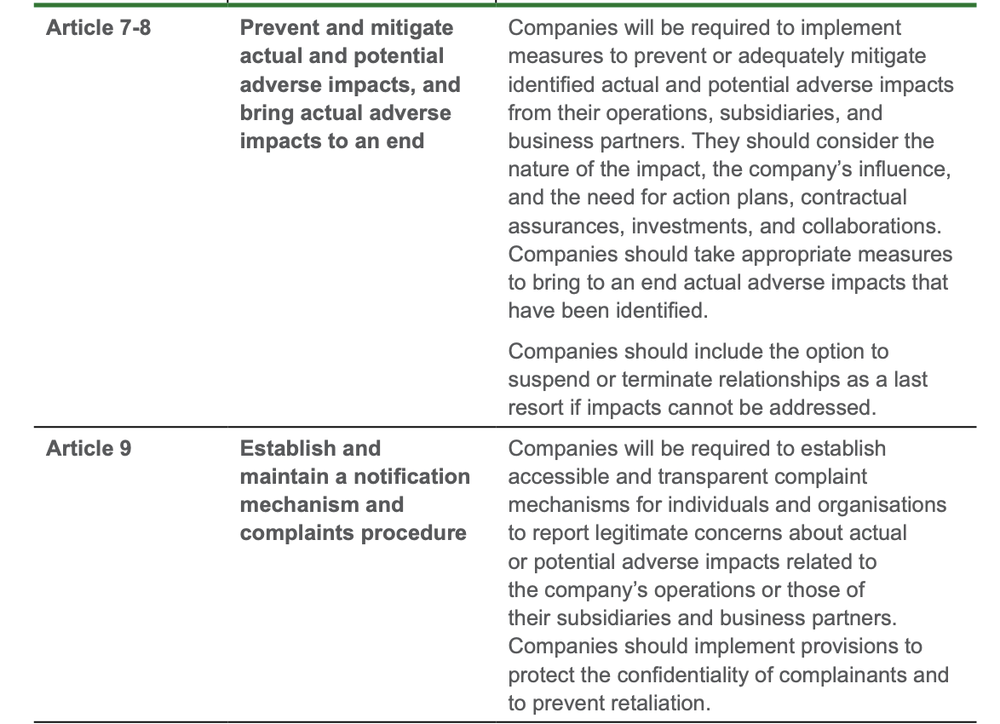 Article 7-8
Prevent and mitigate
actual and potential
adverse impacts, and
bring actual adverse
impacts to an end
Companies will be required to implement
measures to prevent or adequately mitigate
identified actual and potential adverse impacts
from their operations, subsidiaries, and
business partners. They should consider the
nature of the impact, the company’s influence,
and the need for action plans, contractual
assurances, investments, and collaborations.
Companies should take appropriate measures
to bring to an end actual adverse impacts that
have been identified.
Companies should include the option to
suspend or terminate relationships as a last
resort if impacts cannot be addressed.
Article 9
Establish and
maintain a notification
mechanism and
complaints procedure
Companies will be required to establish
accessible and transparent complaint
mechanisms for individuals and organisations
to report legitimate concerns about actual
or potential adverse impacts related to
the company’s operations or those of
their subsidiaries and business partners.
Companies should implement provisions to
protect the confidentiality of complainants and
to prevent retaliation.